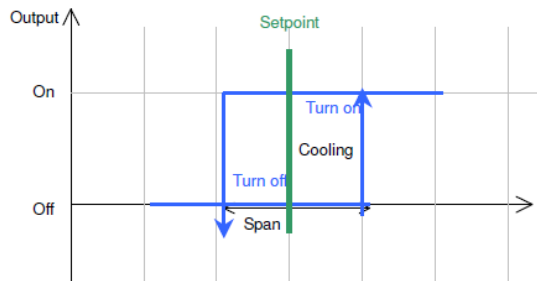 Output
Setpoint
On
Turn on
Cooling
Turn off
Off
Span